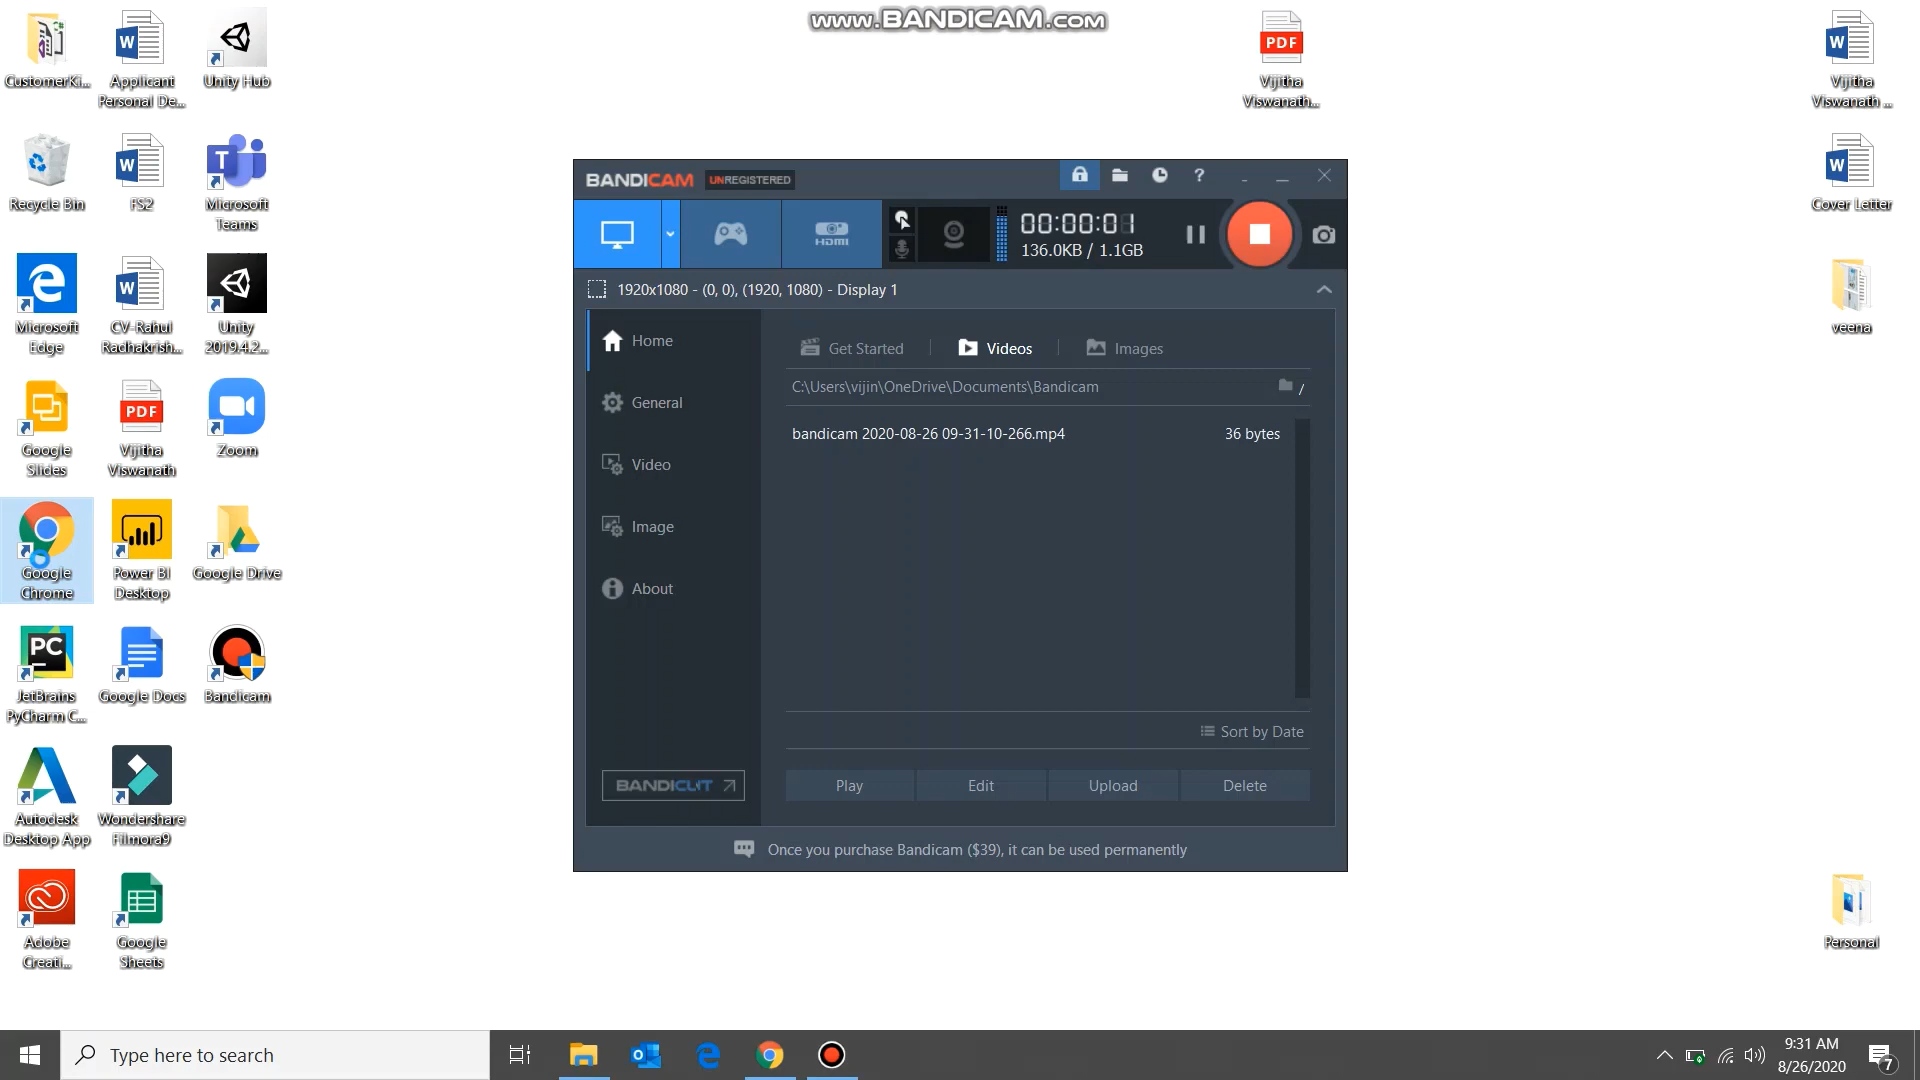 www.BANDICAM.com
CustomerKi...
Applicant
Personal De...
Unity Hub
PDF
Vijitha
Viswanath...
Vijitha
Viswanath ...
Recycle Bin
FS2
Microsoft
Teams
Cover Letter
Microsoft
Edge
CV-Rahul
Radhakrish...
Unity
2019.4.2...
veena
Google
Slides
PDF
Vijitha
Viswanath
Zoom
Google
Chrome
Power BI
Desktop
Google Drive
PC
JetBrains
PyCharm C...
Google Docs
Bandicam
Autodesk
Desktop App
Wondershare
Filmora9
Adobe
Creati...
Google
Sheets
Personal
BANDICAM UNREGISTERED
?
HDMI
00:00:01
136.0KB / 1.1GB
1920x1080 - (0, 0), (1920, 1080) - Display 1
Home
General
Video
Image
About
BANDICUT
Get Started
Videos
Images
C:\Users\vijin\OneDrive\Documents\Bandicam
/
bandicam 2020-08-26 09-31-10-266.mp4 36 bytes
Sort by Date
Play
Edit
Upload
Delete
Once you purchase Bandicam ($39), it can be used permanently
Type here to search
9:31 AM
8/26/2020
7